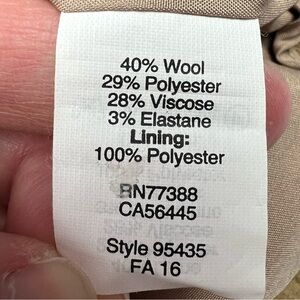 40% Wool
29% Polyester
28% Viscose
3% Elastane
Lining:
100% Polyester
RN77388
CA56445
Style 95435
FA 16